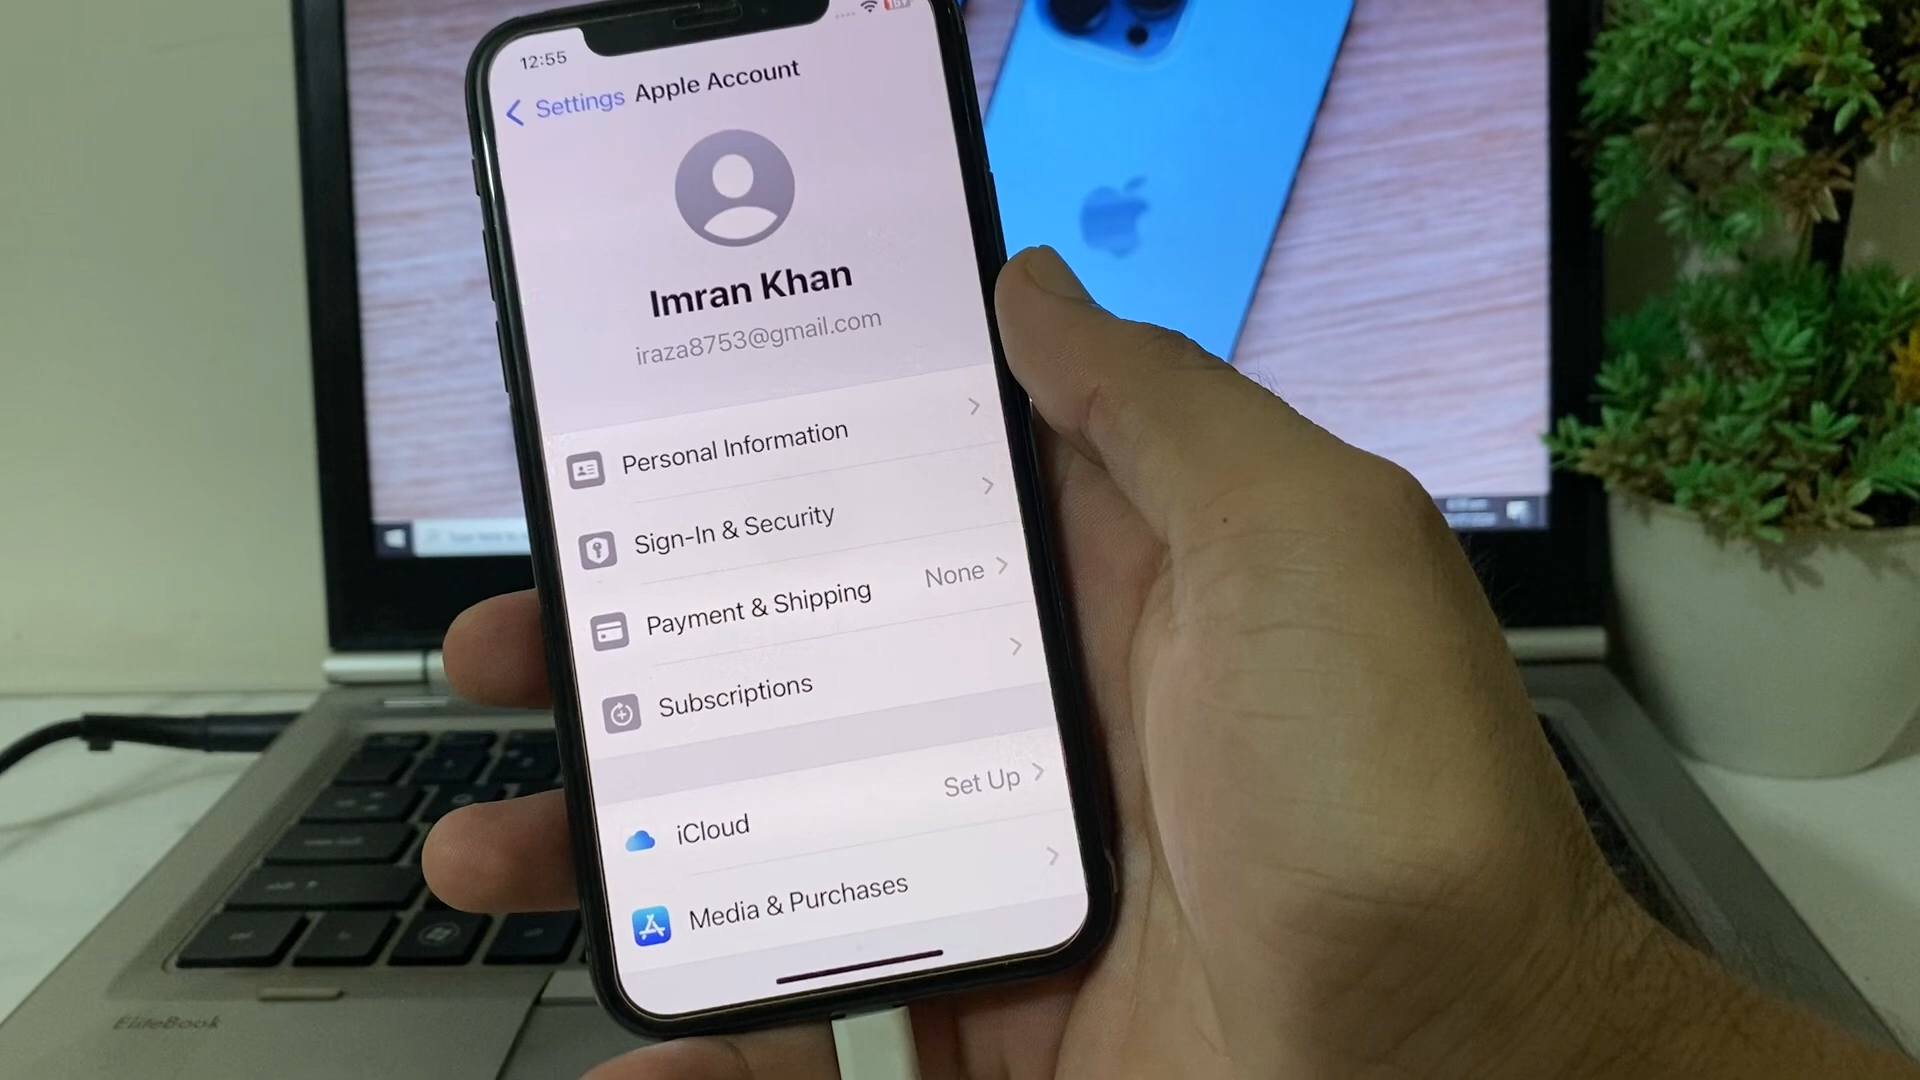 12:55
Settings Apple Account
Imran Khan
iraza8753@gmail.com
Personal Information
Sign-In & Security
Payment & Shipping None
Subscriptions
iCloud Set Up
Media & Purchases
EliteBook